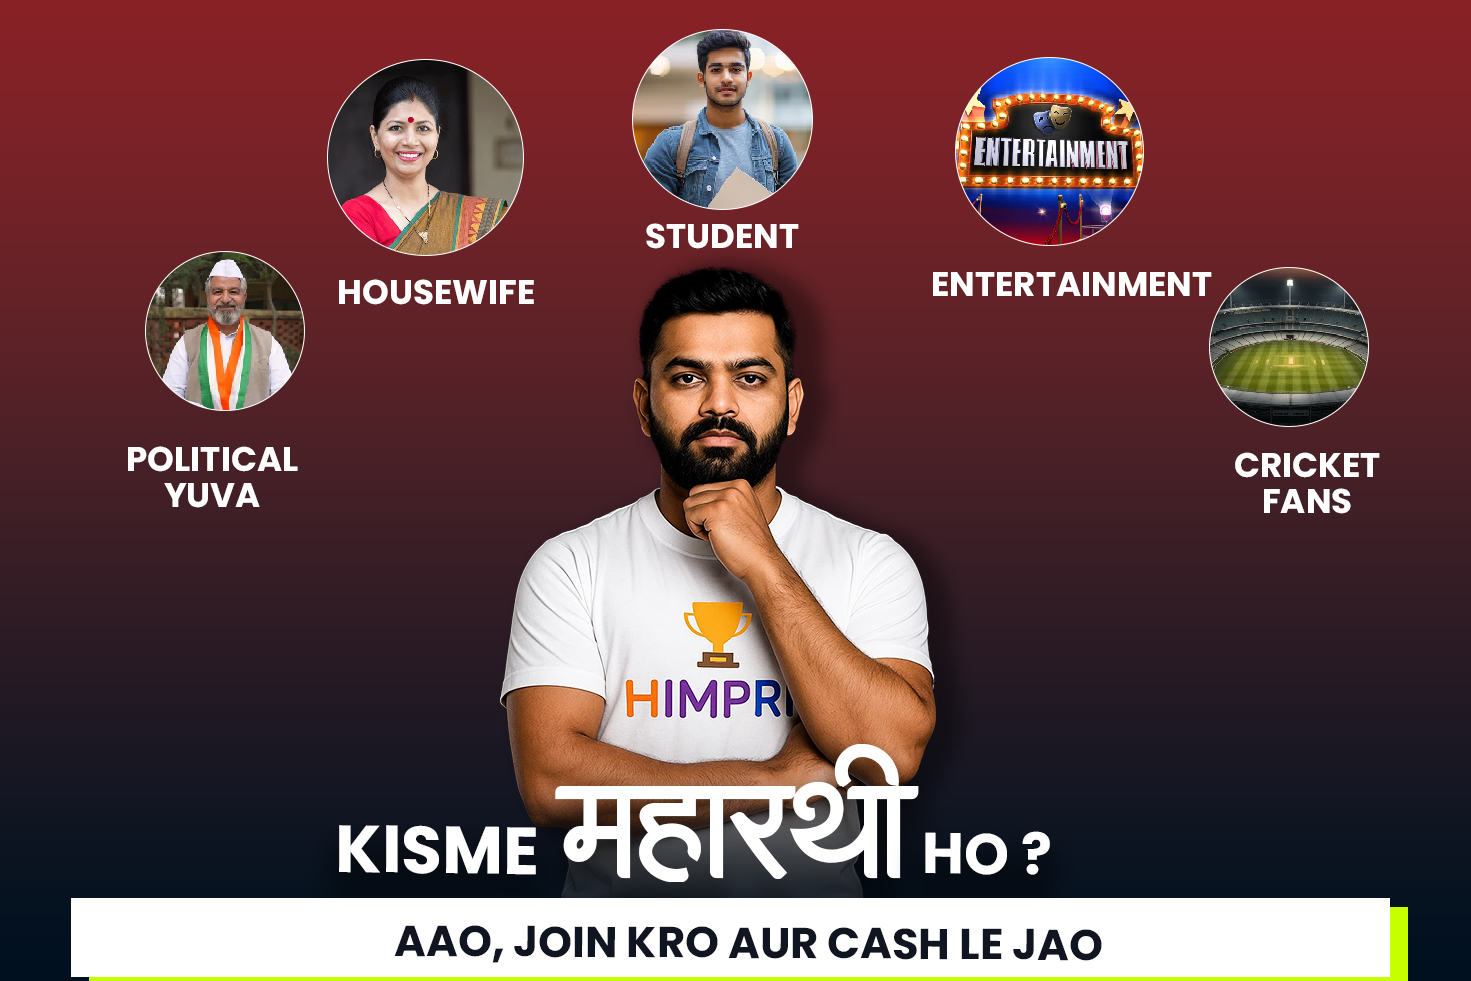 ENTERTAINMENT
STUDENT
HOUSEWIFE
ENTERTAINMENT
POLITICAL
YUVA
CRICKET
FANS
HIMPRI
KISME महारथी HO ?
AAO, JOIN KRO AUR CASH LE JAO